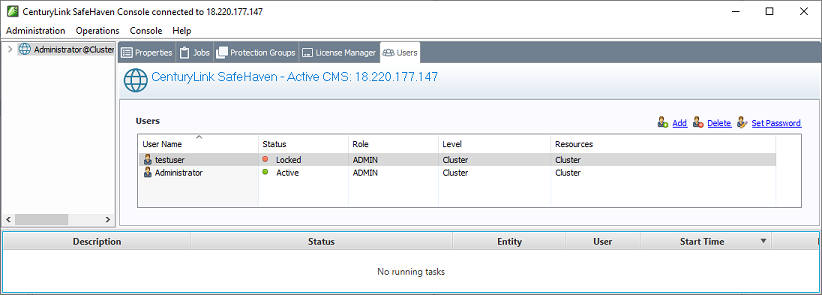 CenturyLink SafeHaven Console connected to 18.220.177.147
Administration Operations Console Help
Administrator@Cluster
Properties Jobs Protection Groups License Manager Users
CenturyLink SafeHaven - Active CMS: 18.220.177.147
Users
Add Delete Set Password
User Name Status Role Level Resources
testuser Locked ADMIN Cluster Cluster
Administrator Active ADMIN Cluster Cluster
Description Status Entity User Start Time
No running tasks